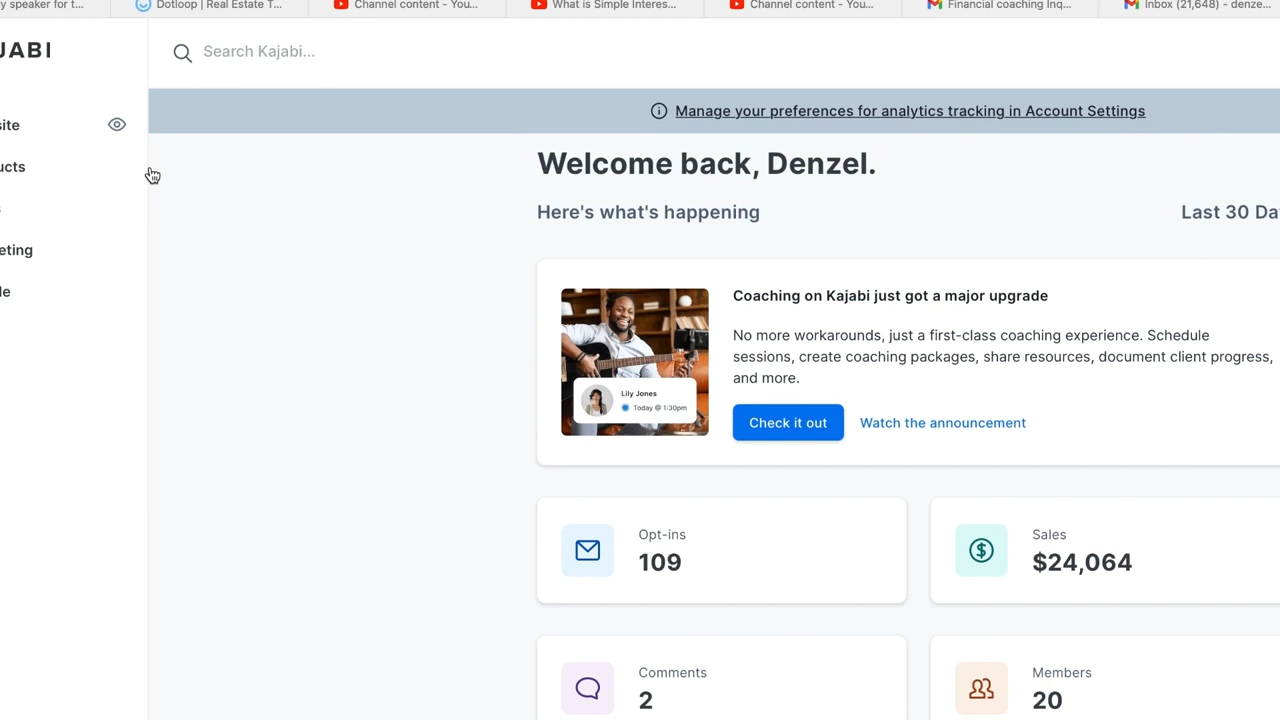 y speaker for t...
Dotloop | Real Estate T...
Channel content - You...
What is Simple Interes...
Channel content - You...
Financial coaching Inq...
Inbox (21,648) - denze...
JABI
Search Kajabi...
Manage your preferences for analytics tracking in Account Settings
ite
ucts
eting
le
Welcome back, Denzel.
Here's what's happening
Last 30 Da
Coaching on Kajabi just got a major upgrade
No more workarounds, just a first-class coaching experience. Schedule
sessions, create coaching packages, share resources, document client progress,
and more.
Lily Jones
Today @ 1:30pm
Check it out
Watch the announcement
Opt-ins
109
Sales
$24,064
Comments
2
Members
20